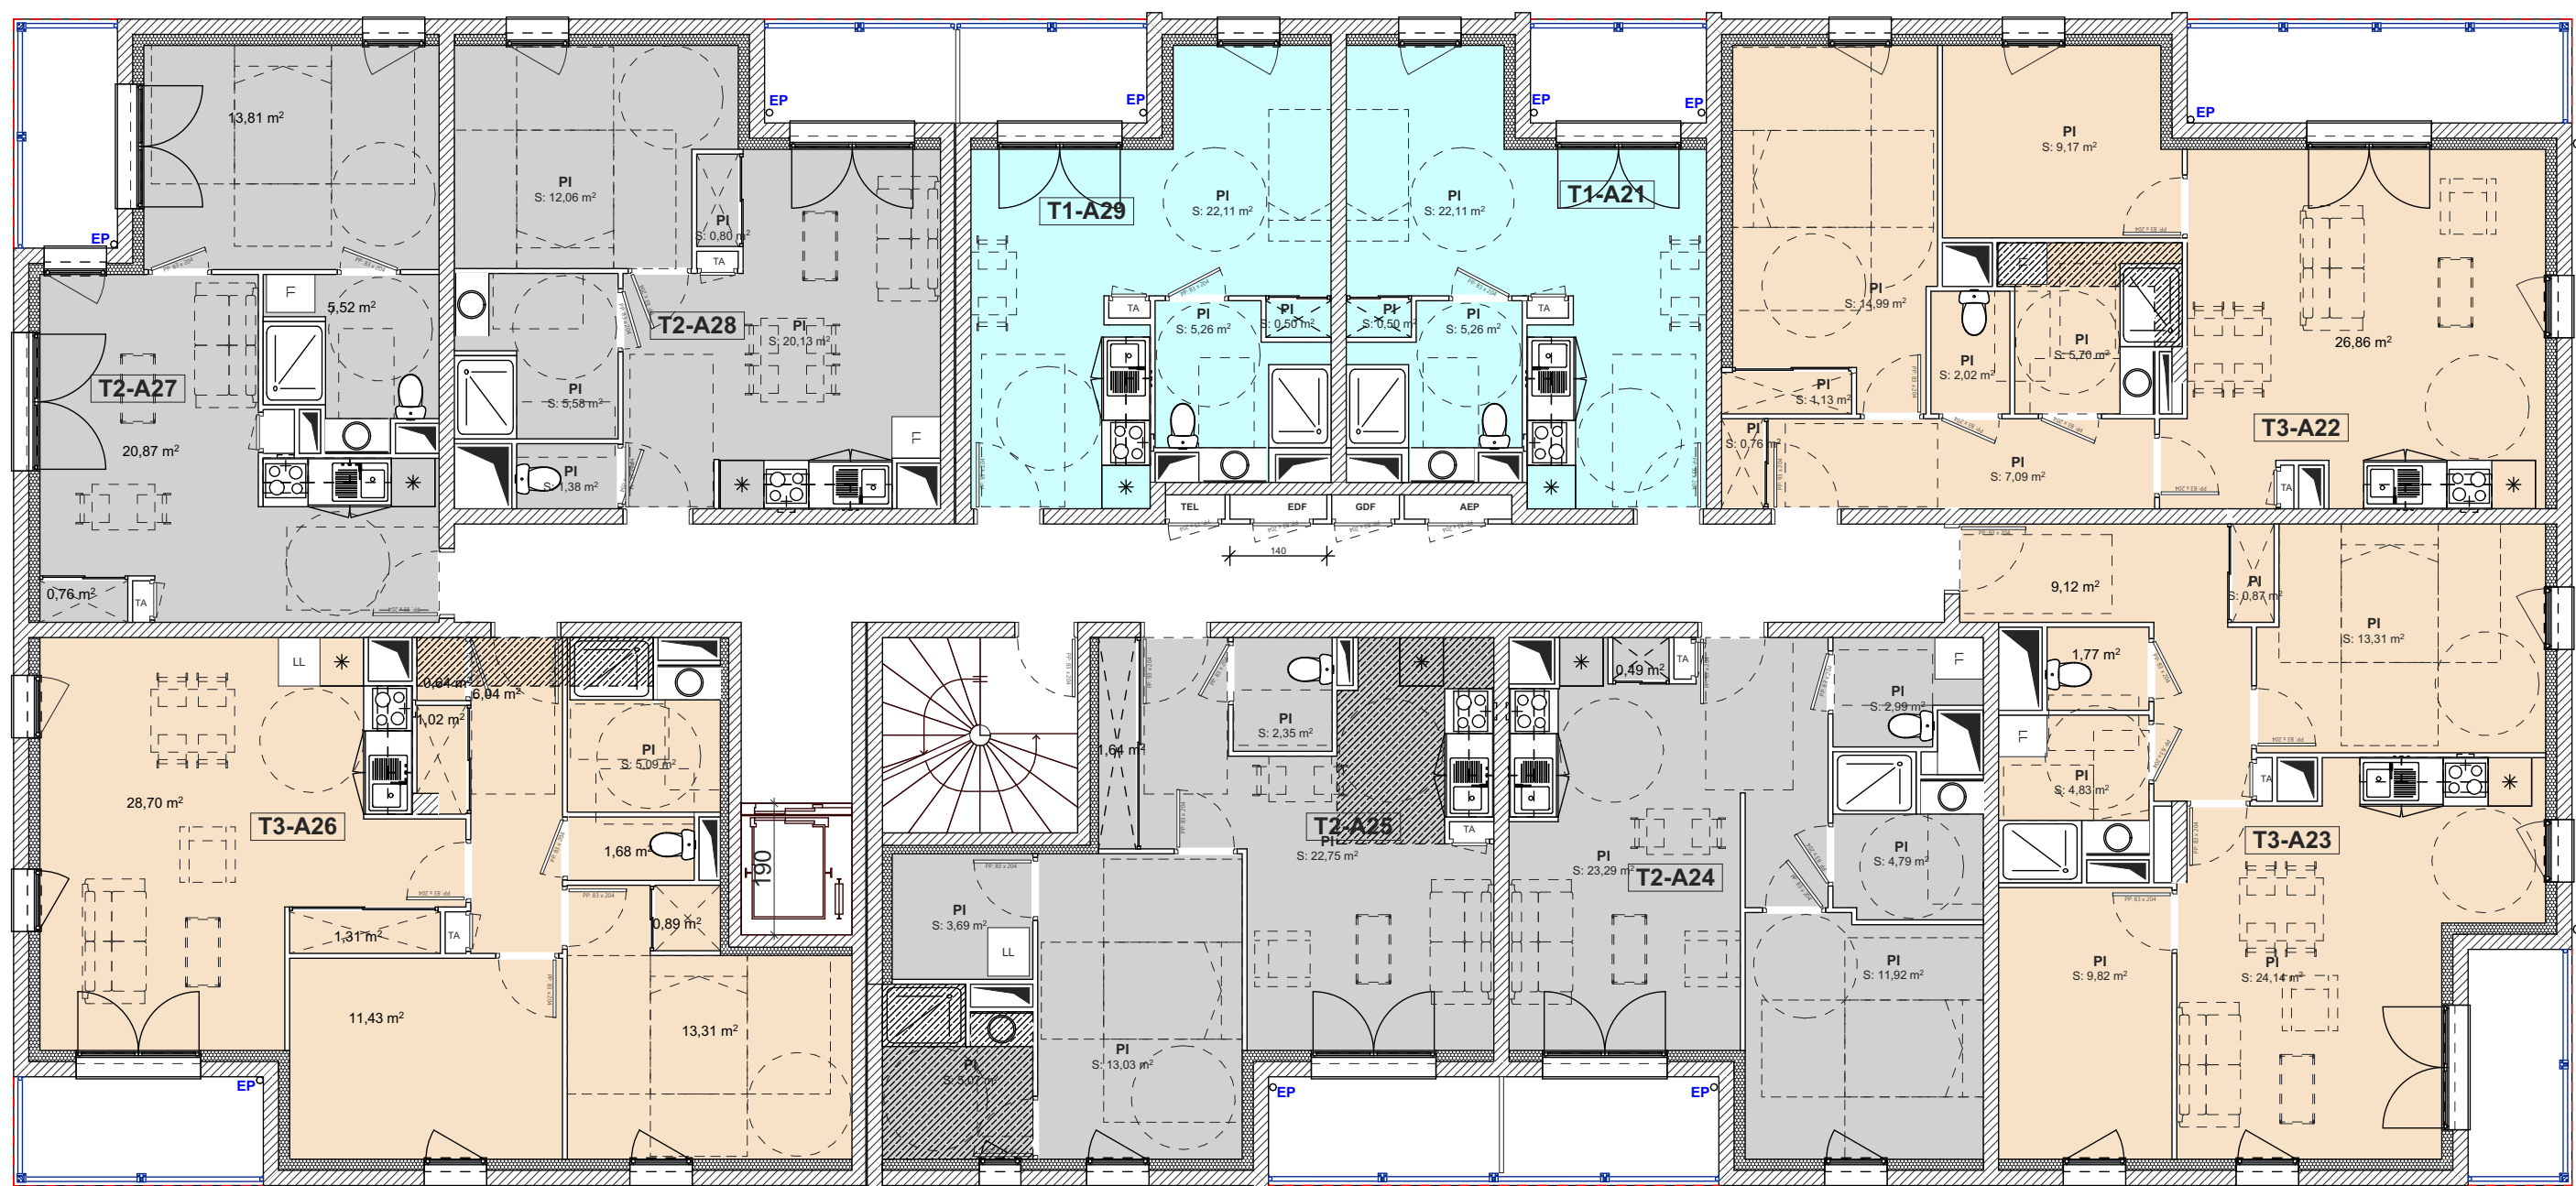 13,81 m²
EP
T2-A27
5,52 m²
20,87 m²
0,76 m²
TA
PI
S: 12,06 m²
PI
S: 0,80 m²
TA
T2-A28
PI
S: 20,13 m²
PI
S: 5,58 m²
PI
S: 1,38 m²
EP
EP
T1-A29
PI
S: 22,11 m²
TA
PI
S: 5,26 m²
PI
S: 0,50 m²
PI
S: 22,11 m²
T1-A21
EP
EP
PI
S: 0,50 m²
PI
S: 5,26 m²
TA
TEL
EDF
GDF
AEP
140
PI
S: 14,99 m²
PI
S: 9,17 m²
EP
26,86 m²
T3-A22
PI
S: 2,02 m²
PI
S: 5,70 m²
PI
S: 1,13 m²
PI
S: 0,76 m²
PI
S: 7,09 m²
TA
9,12 m²
PI
S: 0,87 m²
PI
S: 13,31 m²
1,77 m²
LL
PI
S: 4,83 m²
TA
T3-A23
PI
S: 9,82 m²
PI
S: 24,14 m²
LL
0,64 m²
6,04 m²
1,02 m²
28,70 m²
T3-A26
PI
S: 5,09 m²
1,68 m²
0,89 m²
1,31 m²
TA
11,43 m²
13,31 m²
EP
190
1,64 m²
PI
S: 2,35 m²
T2-A25
PI
S: 22,75 m²
TA
PI
S: 3,69 m²
LL
PI
S: 13,03 m²
EP
0,49 m²
TA
PI
S: 2,99 m²
PI
S: 23,29 m²
T2-A24
PI
S: 4,79 m²
PI
S: 11,92 m²
EP
PP: 83 x 204